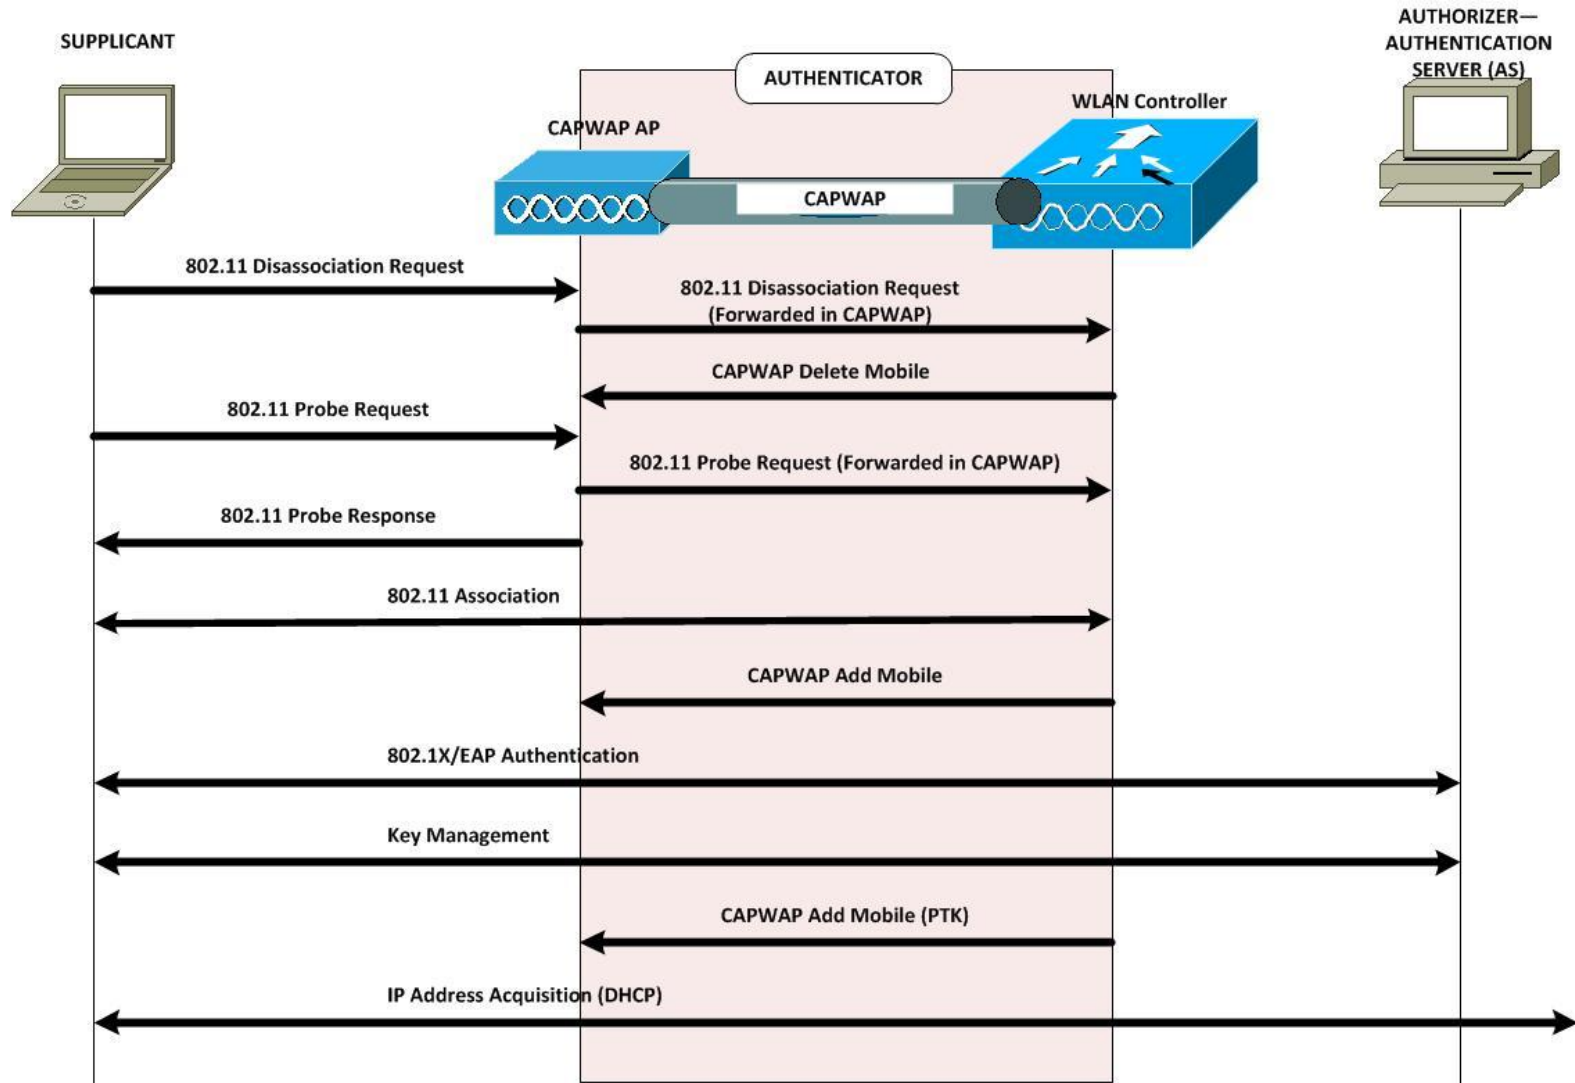 SUPPLICANT
AUTHORIZER—
AUTHENTICATION
SERVER (AS)
AUTHENTICATOR
WLAN Controller
CAPWAP AP
CAPWAP
802.11 Disassociation Request
802.11 Disassociation Request
(Forwarded in CAPWAP)
CAPWAP Delete Mobile
802.11 Probe Request
802.11 Probe Request (Forwarded in CAPWAP)
802.11 Probe Response
802.11 Association
CAPWAP Add Mobile
802.1X/EAP Authentication
Key Management
CAPWAP Add Mobile (PTK)
IP Address Acquisition (DHCP)